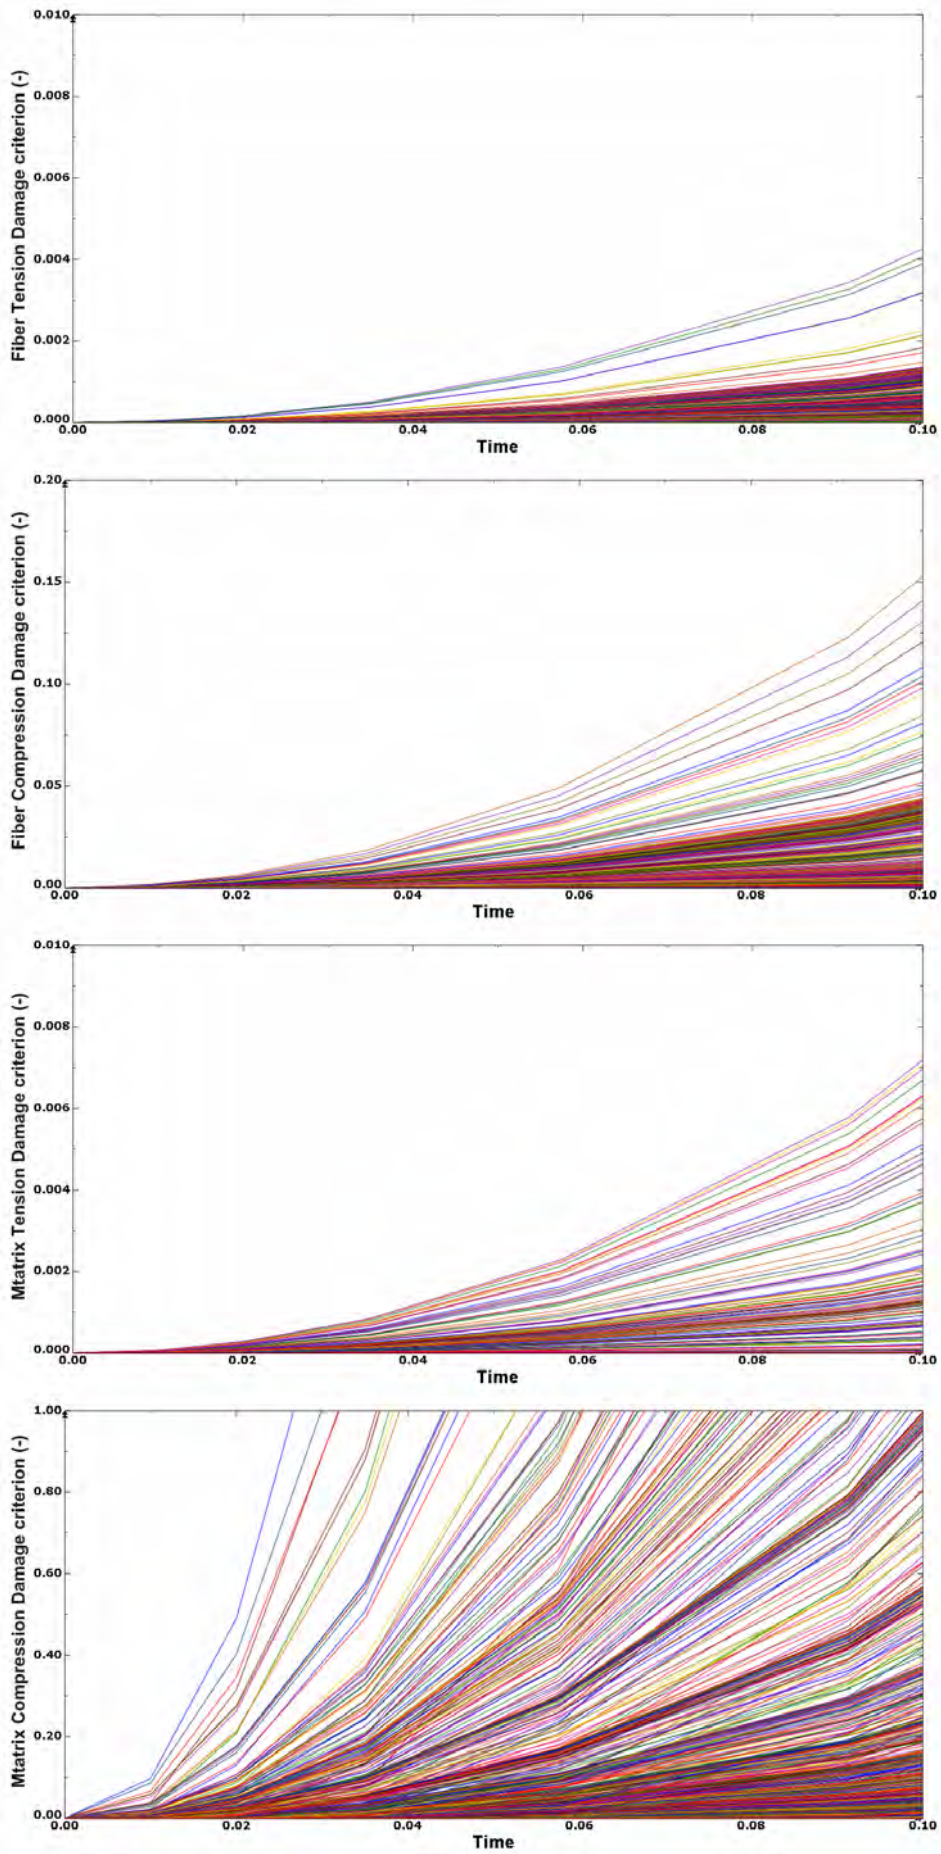 0.010
0.008
0.006
0.004
0.002
0.000
Fiber Tension Damage criterion (-)
0.00 0.02 0.04 0.06 0.08 0.10
Time
0.20
0.15
0.10
0.05
0.00
Fiber Compression Damage criterion (-)
0.00 0.02 0.04 0.06 0.08 0.10
Time
0.010
0.008
0.006
0.004
0.002
0.000
Mtatrix Tension Damage criterion (-)
0.00 0.02 0.04 0.06 0.08 0.10
Time
1.00
0.80
0.60
0.40
0.20
0.00
Mtatrix Compression Damage criterion (-)
0.00 0.02 0.04 0.06 0.08 0.10
Time